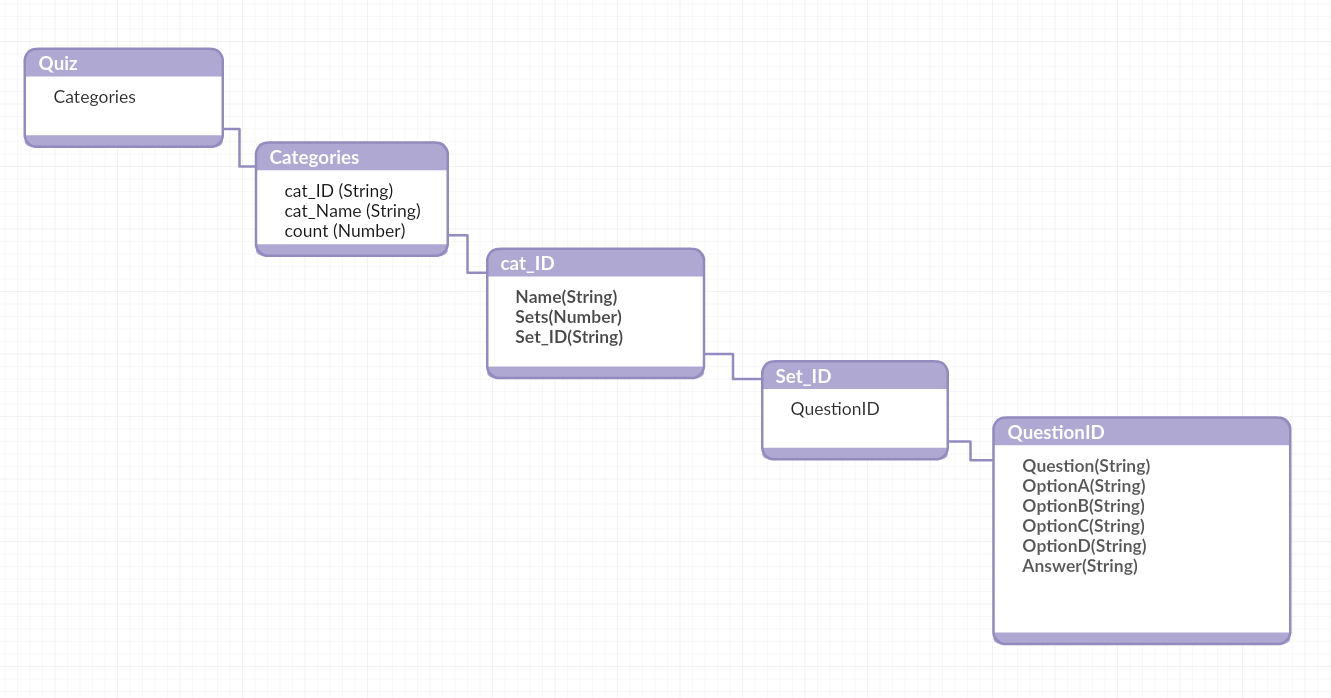 Quiz
Categories
Categories
cat_ID (String)
cat_Name (String)
count (Number)
cat_ID
Name(String)
Sets(Number)
Set_ID(String)
Set_ID
QuestionID
QuestionID
Question(String)
OptionA(String)
OptionB(String)
OptionC(String)
OptionD(String)
Answer(String)